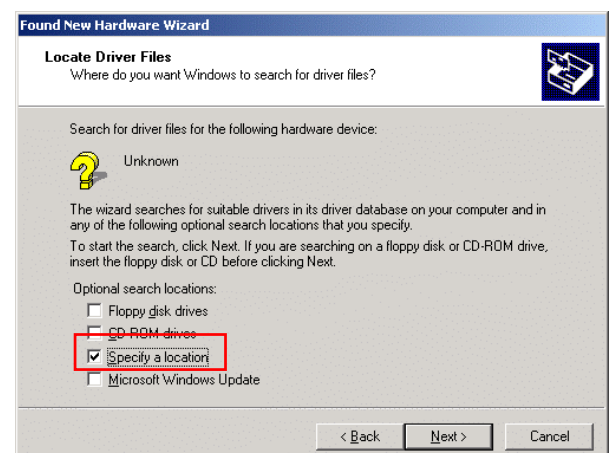 Found New Hardware Wizard
Locate Driver Files
Where do you want Windows to search for driver files?
Search for driver files for the following hardware device:
Unknown
The wizard searches for suitable drivers in its driver database on your computer and in
any of the following optional search locations that you specify.
To start the search, click Next. If you are searching on a floppy disk or CD-ROM drive,
insert the floppy disk or CD before clicking Next.
Optional search locations:
Floppy disk drives
CD-ROM drives
Specify a location
Microsoft Windows Update
< Back Next > Cancel